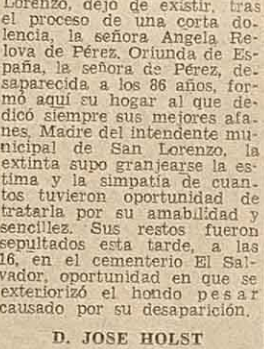 Lorenzo, dejó de existir, tras
el proceso de una corta do-
lencia, la señora Angela Re-
lova de Pérez. Oriunda de Es-
paña, la señora de Pérez, de-
saparecida a los 86 años, for-
mó aquí su hogar al que de-
dicó siempre sus mejores afa-
nes. Madre del intendente mu-
nicipal de San Lorenzo, la
extinta supo granjearse la es-
tima y la simpatía de cuan-
tos tuvieron oportunidad de
tratarla por su amabilidad y
sencillez. Sus restos fueron
sepultados esta tarde, a las
16, en el cementerio El Sal-
vador, oportunidad en que se
exteriorizó el hondo pesar
causado por su desaparición.
D. JOSE HOLST